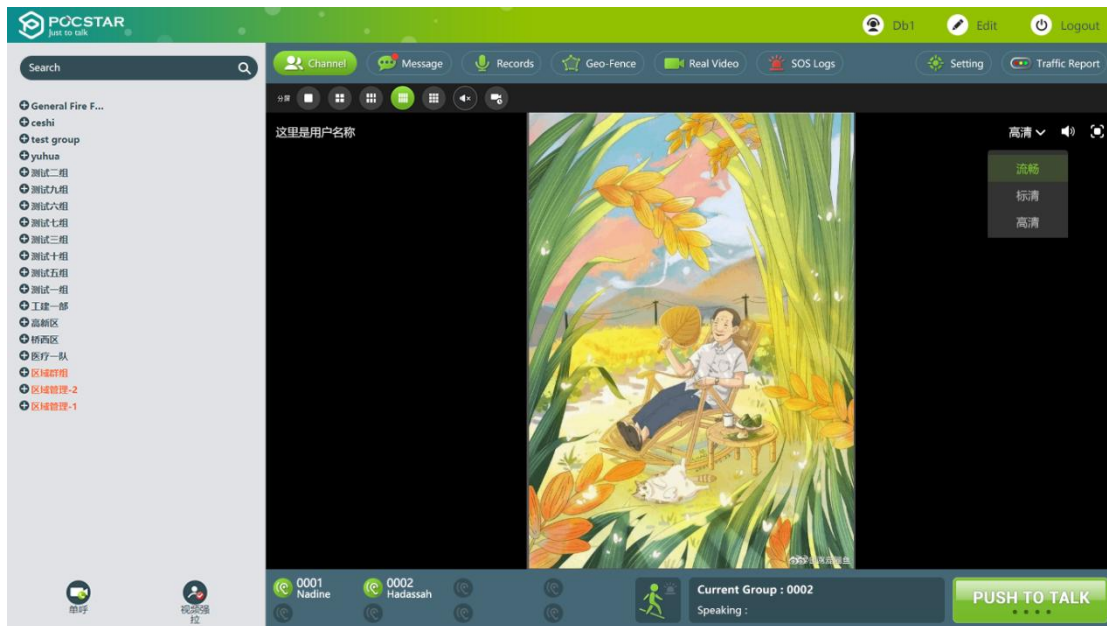 POCSTAR
Just to talk
Db1
Edit
Logout
Search
Channel
Message
Records
Geo-Fence
Real Video
SOS Logs
Setting
Traffic Report
分屏
General Fire F...
ceshi
test group
yuhua
测试二组
测试九组
测试六组
测试七组
测试三组
测试十组
测试五组
测试一组
工建一部
高新区
桥西区
医疗一队
区域群组
区域管理-2
区域管理-1
单呼
视频强拉
这里是用户名称
高清
流畅
标清
高清
0001
Nadine
0002
Hadassah
Current Group : 0002
Speaking :
PUSH TO TALK